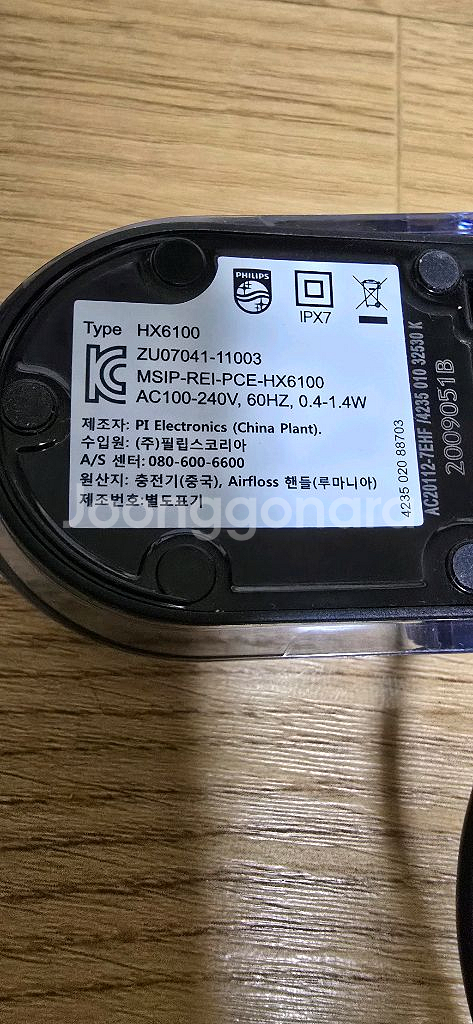 PHILIPS
IPX7
Type HX6100
ZU07041-11003
MSIP-REI-PCE-HX6100
AC100-240V, 60HZ, 0.4-1.4W
제조자: PI Electronics (China Plant).
수입원: (주)필립스코리아
A/S 센터: 080-600-6600
원산지: 충전기(중국), Airfloss 핸들(루마니아)
제조번호:별도표기
4235 020 88703
AC20112-7EHF /4235 010 32530 K
2009051B
Joonggonara